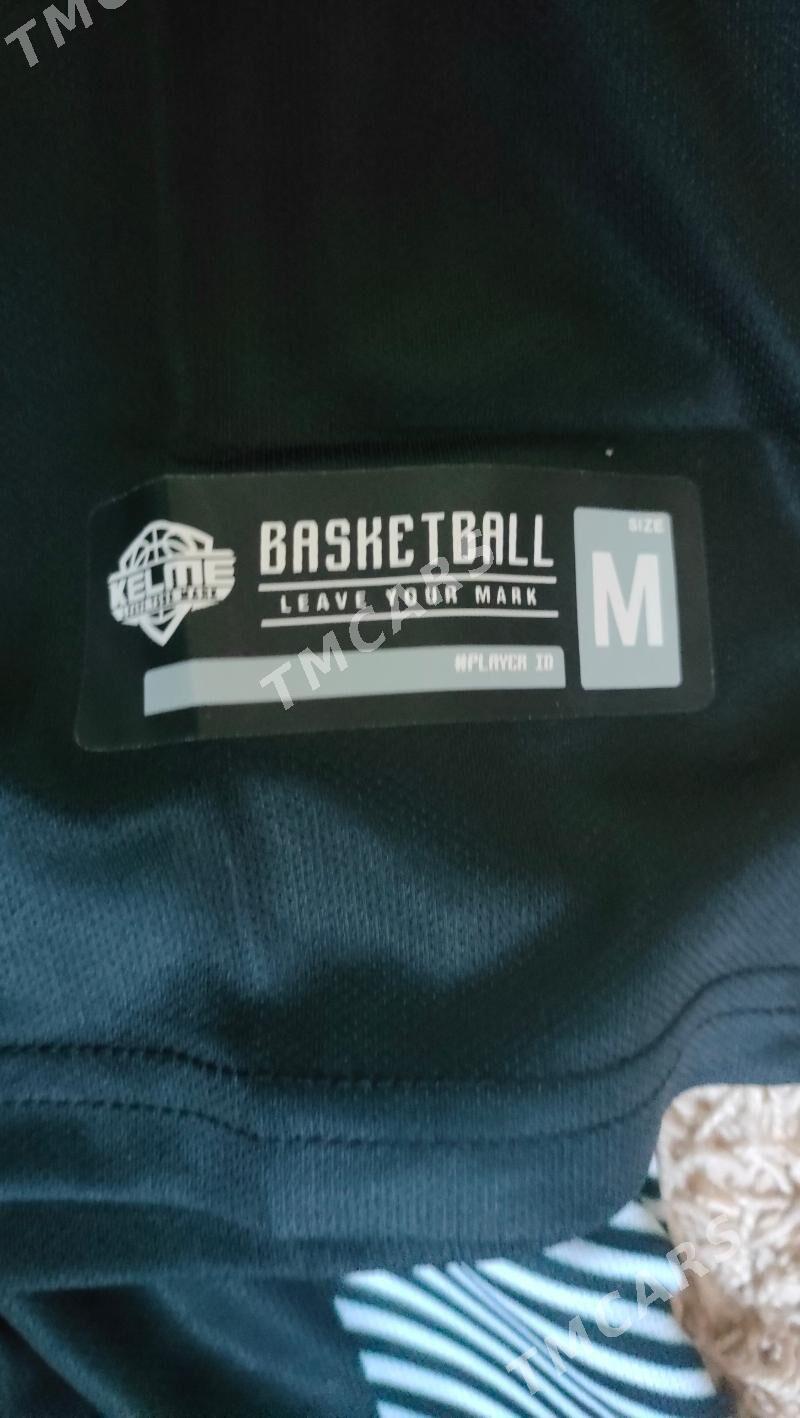 TMC
BASKETBALL
SIZE
KELME
LEAVE YOUR MARK
M
#PLAYER ID
TMCARS
TMCARS